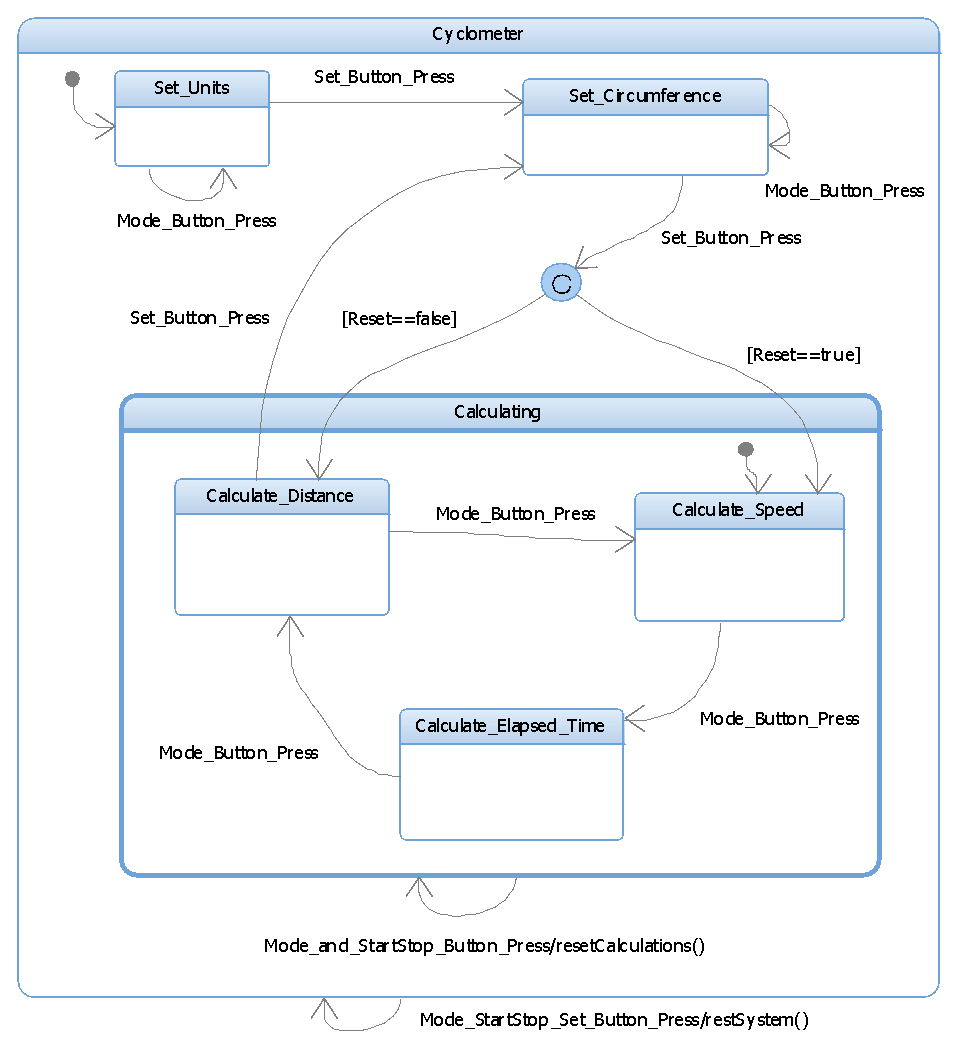 Cyclometer
Set_Units
Set_Button_Press
Set_Circumference
Mode_Button_Press
Mode_Button_Press
Set_Button_Press
C
Set_Button_Press
[Reset==false]
[Reset==true]
Calculating
Calculate_Distance
Mode_Button_Press
Calculate_Speed
Mode_Button_Press
Calculate_Elapsed_Time
Mode_Button_Press
Mode_and_StartStop_Button_Press/resetCalculations()
Mode_StartStop_Set_Button_Press/restSystem()